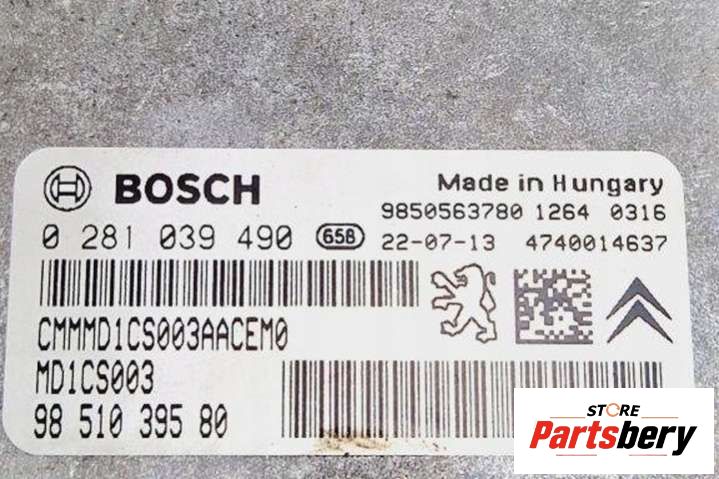 BOSCH
Made in Hungary
9850563780 1264 0316
0 281 039 490 65B 22-07-13 4740014637
CMMMD1CS003AACEM0
MD1CS003
98 510 395 80
STORE
Partsbery